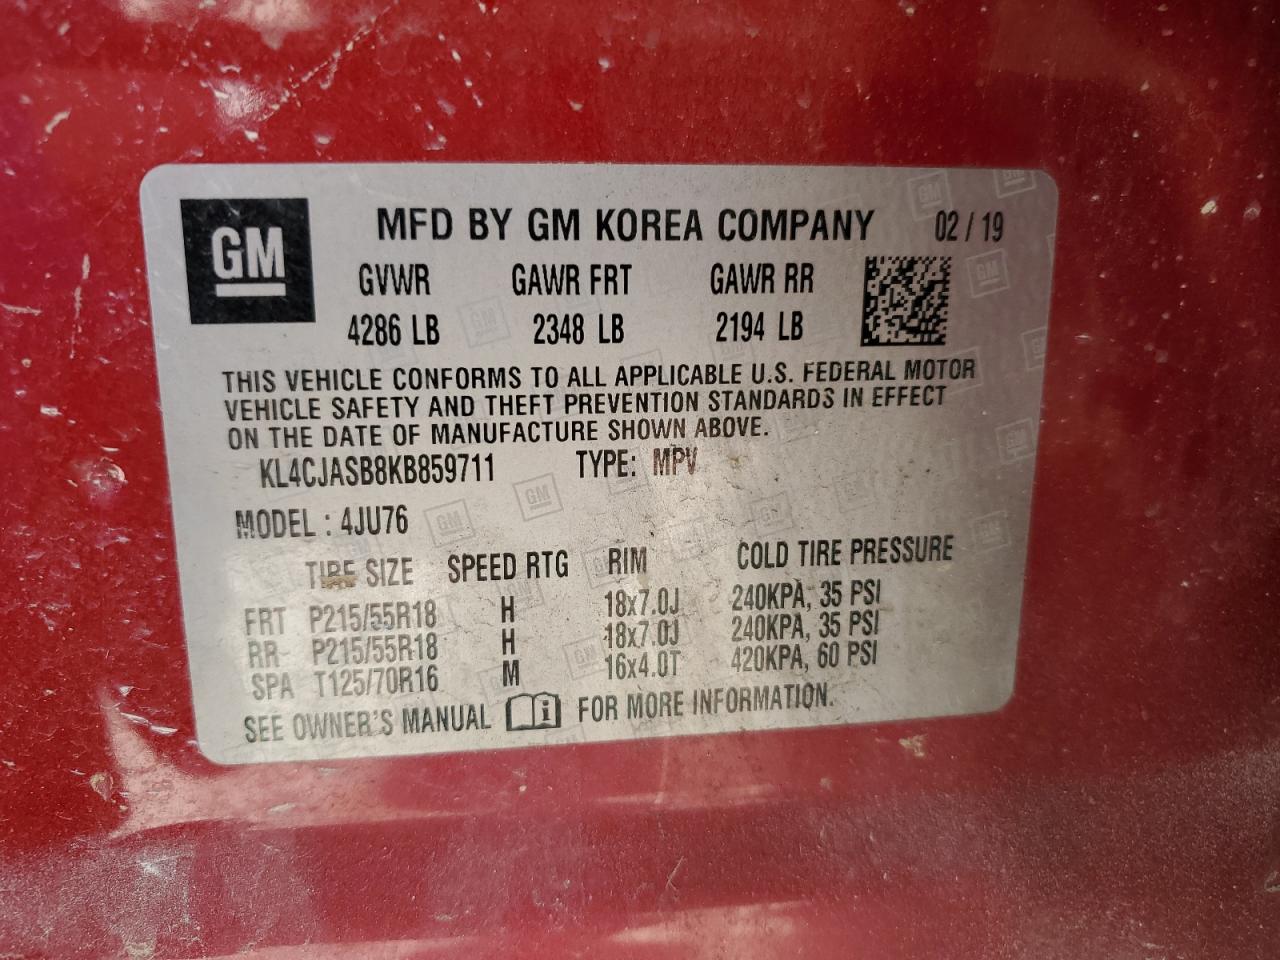 GM
MFD BY GM KOREA COMPANY 02 / 19
GVWR GAWR FRT GAWR RR
4286 LB 2348 LB 2194 LB
THIS VEHICLE CONFORMS TO ALL APPLICABLE U.S. FEDERAL MOTOR
VEHICLE SAFETY AND THEFT PREVENTION STANDARDS IN EFFECT
ON THE DATE OF MANUFACTURE SHOWN ABOVE.
KL4CJASB8KB859711 TYPE: MPV
MODEL : 4JU76
TIRE SIZE SPEED RTG RIM COLD TIRE PRESSURE
FRT P215/55R18 H 18x7.0J 240KPA, 35 PSI
RR P215/55R18 H 18x7.0J 240KPA, 35 PSI
SPA T125/70R16 M 16x4.0T 420KPA, 60 PSI
SEE OWNER'S MANUAL i FOR MORE INFORMATION.